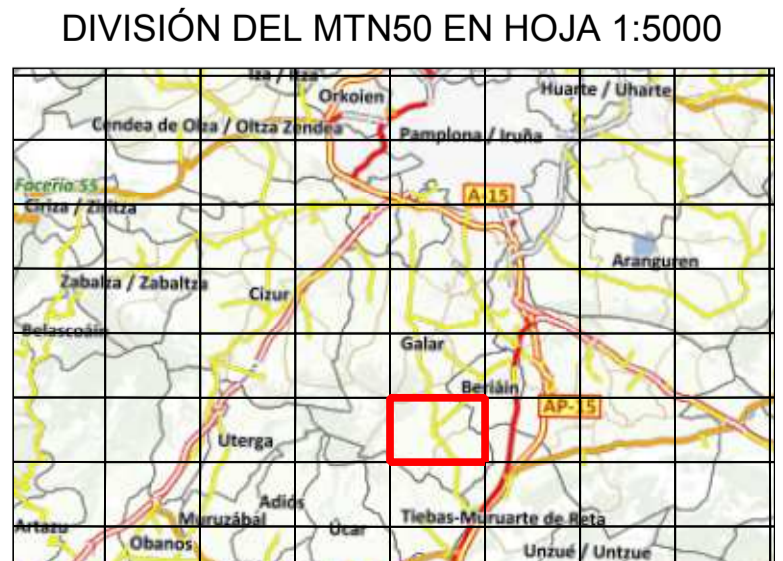 DIVISIÓN DEL MTN50 EN HOJA 1:5000
Iza / Itza
Orkoien
Huarte / Uharte
Cendea de Olza / Oltza Zendea
Pamplona / Iruña
Facería 55
A-15
Ciriza / Ziritza
Aranguren
Zabalza / Zabaltza
Cizur
Belascoáin
Galar
Beriáin
AP-15
Uterga
Adiós
Artazu
Muruzábal
Úcar
Tiebas-Muruarte de Reta
Obanos
Unzué / Untzue